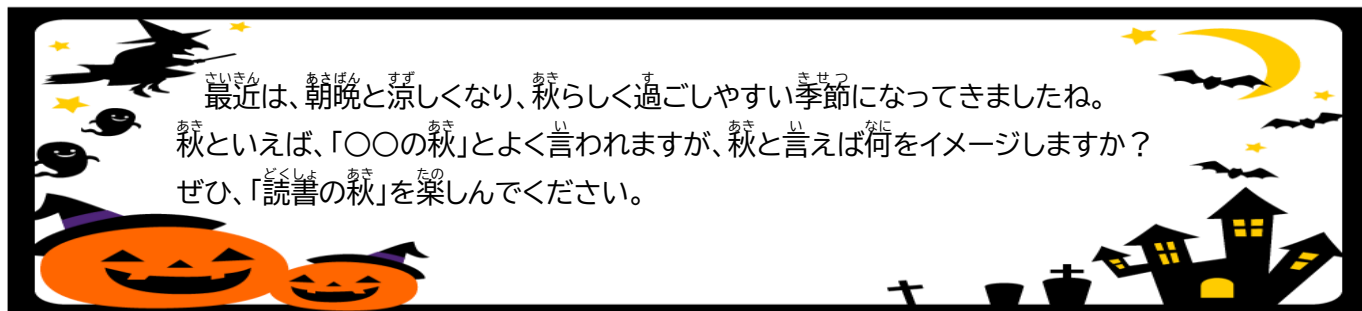 最近は、朝晩と涼しくなり、秋らしく過ごしやすい季節になってきましたね。
秋といえば、「〇〇の秋」とよく言われますが、秋と言えば何をイメージしますか？
ぜひ、「読書の秋」を楽しんでください。